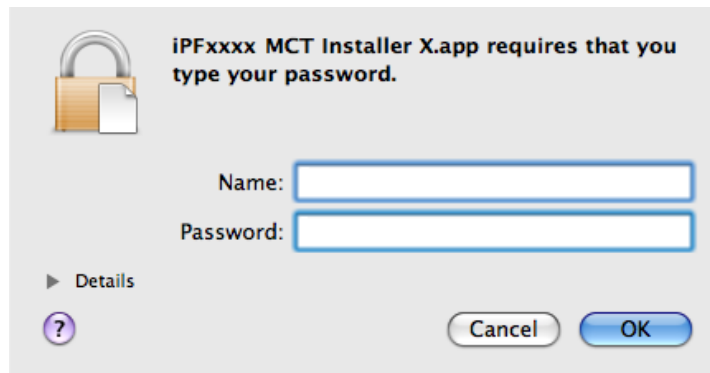 iPFxxxx MCT Installer X.app requires that you
type your password.
Name:
Password:
Details
?
Cancel
OK